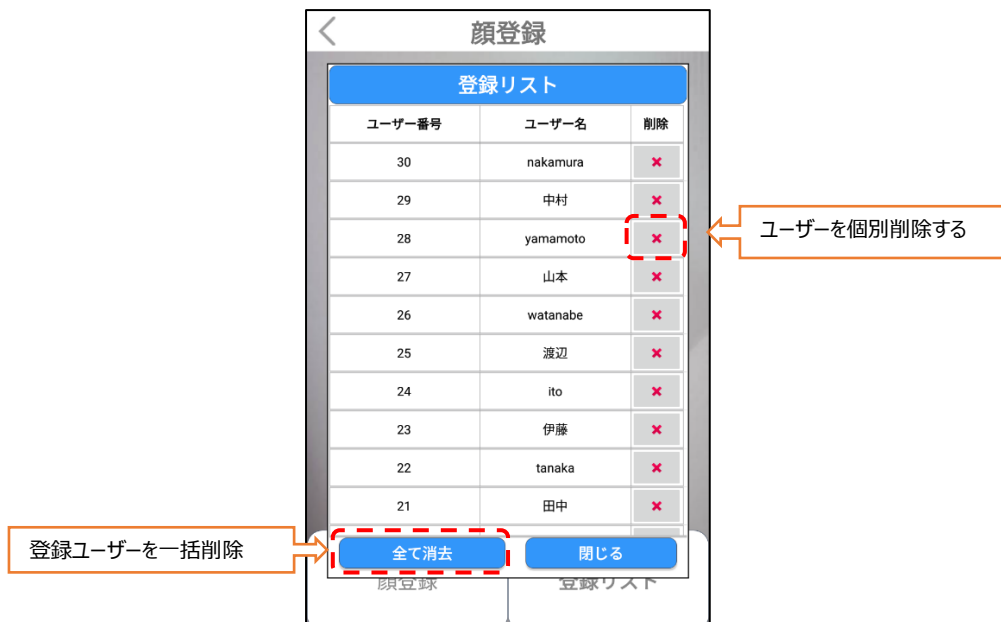 顔登録
登録リスト
ユーザー番号 ユーザー名 削除
30 nakamura
29 中村
28 yamamoto
ユーザーを個別削除する
27 山本
26 watanabe
25 渡辺
24 ito
23 伊藤
22 tanaka
21 田中
登録ユーザーを一括削除
全て消去 閉じる
顔登録 登録リスト